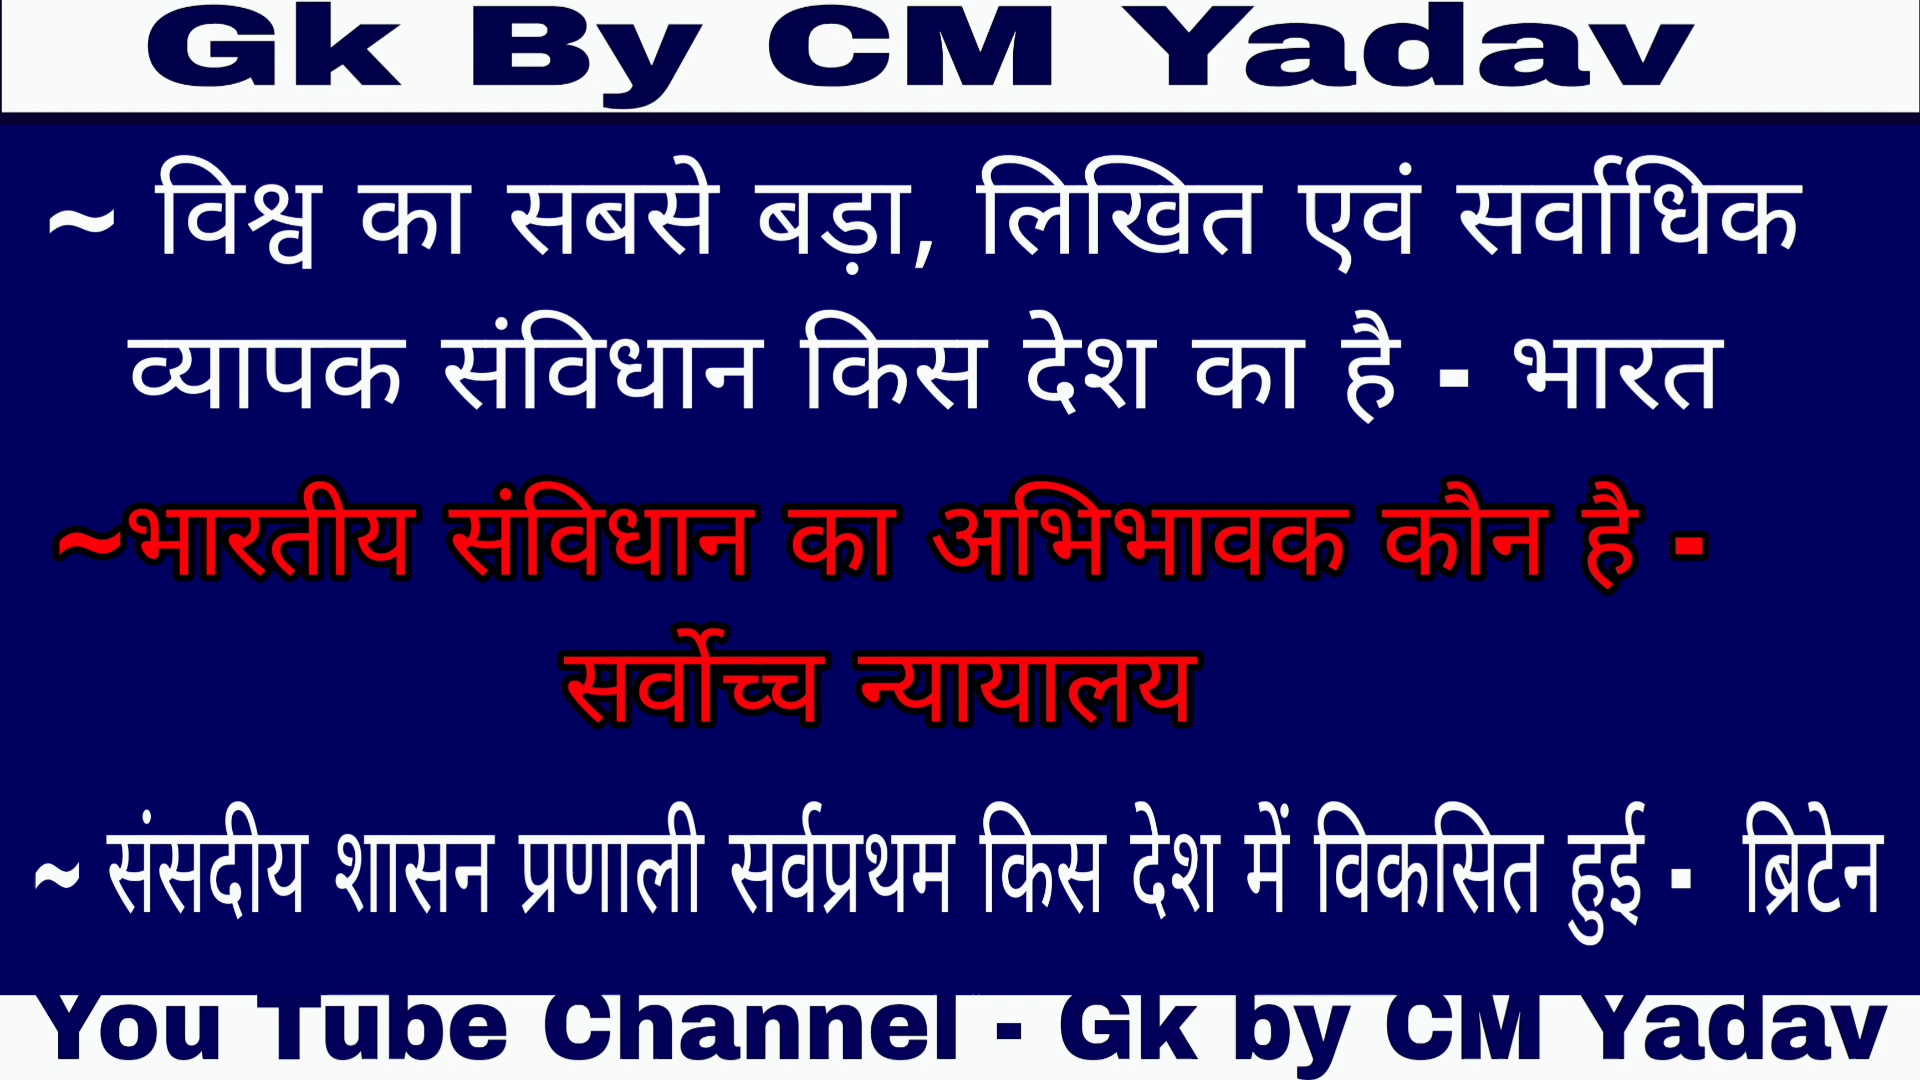 Gk By CM Yadav
~ विश्व का सबसे बड़ा, लिखित एवं सर्वाधिक
व्यापक संविधान किस देश का है - भारत
~भारतीय संविधान का अभिभावक कौन है -
सर्वोच्च न्यायालय
~ संसदीय शासन प्रणाली सर्वप्रथम किस देश में विकसित हुई - ब्रिटेन
You Tube Channel - Gk by CM Yadav